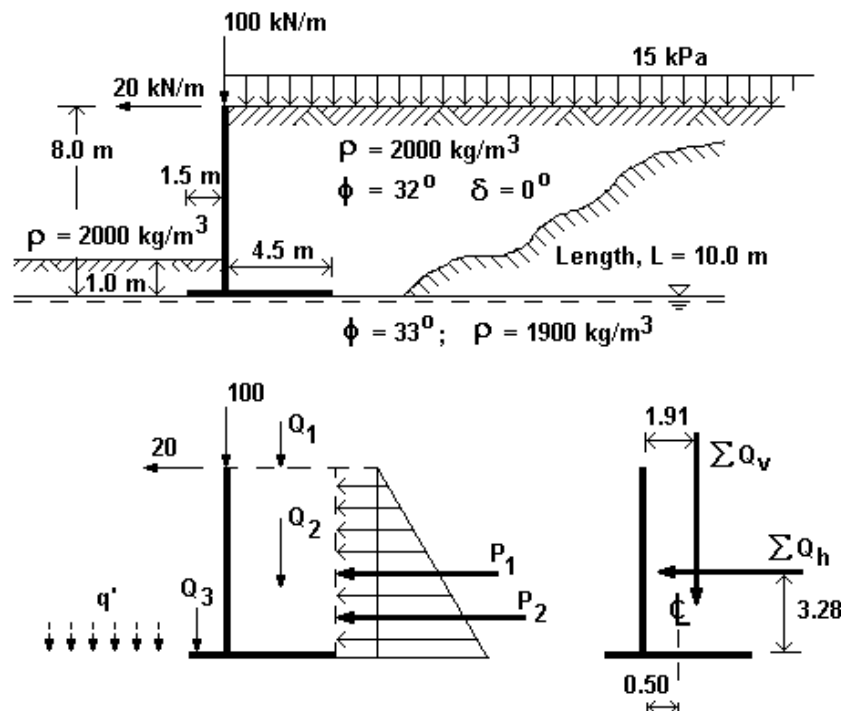 100 kN/m
15 kPa
20 kN/m
8.0 m
ρ = 2000 kg/m³
1.5 m
ϕ = 32° δ = 0°
ρ = 2000 kg/m³
4.5 m
Length, L = 10.0 m
1.0 m
ϕ = 33°; ρ = 1900 kg/m³
100
Q₁
1.91
20
∑ Qᵥ
Q₂
P₁
∑ Qₕ
Q₃
P₂
q'
℄
3.28
0.50